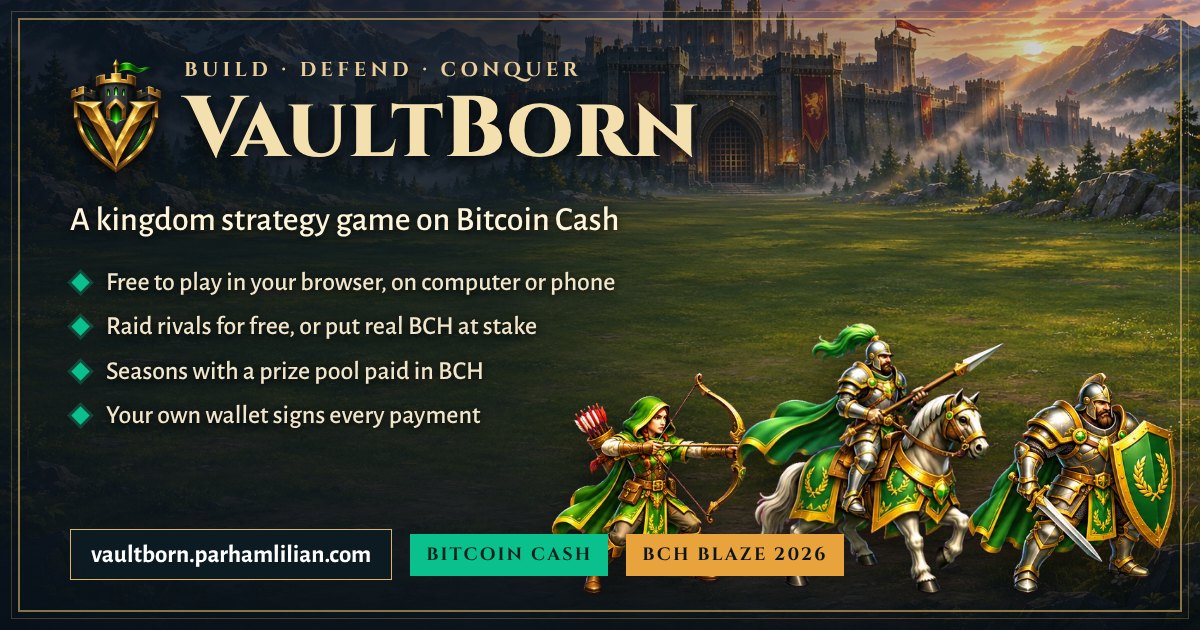 BUILD · DEFEND · CONQUER
VAULTBORN
A kingdom strategy game on Bitcoin Cash
Free to play in your browser, on computer or phone
Raid rivals for free, or put real BCH at stake
Seasons with a prize pool paid in BCH
Your own wallet signs every payment
vaultborn.parhamlilian.com
BITCOIN CASH
BCH BLAZE 2026